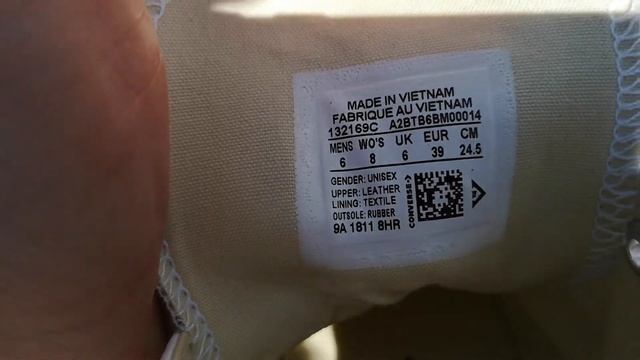 MADE IN VIETNAM
FABRIQUE AU VIETNAM
132169C A2BTB6BM00014
MENS WO'S UK EUR CM
6 8 6 39 24.5
GENDER: UNISEX
UPPER: LEATHER
LINING: TEXTILE
OUTSOLE: RUBBER
9A 1811 8HR
CONVERSE